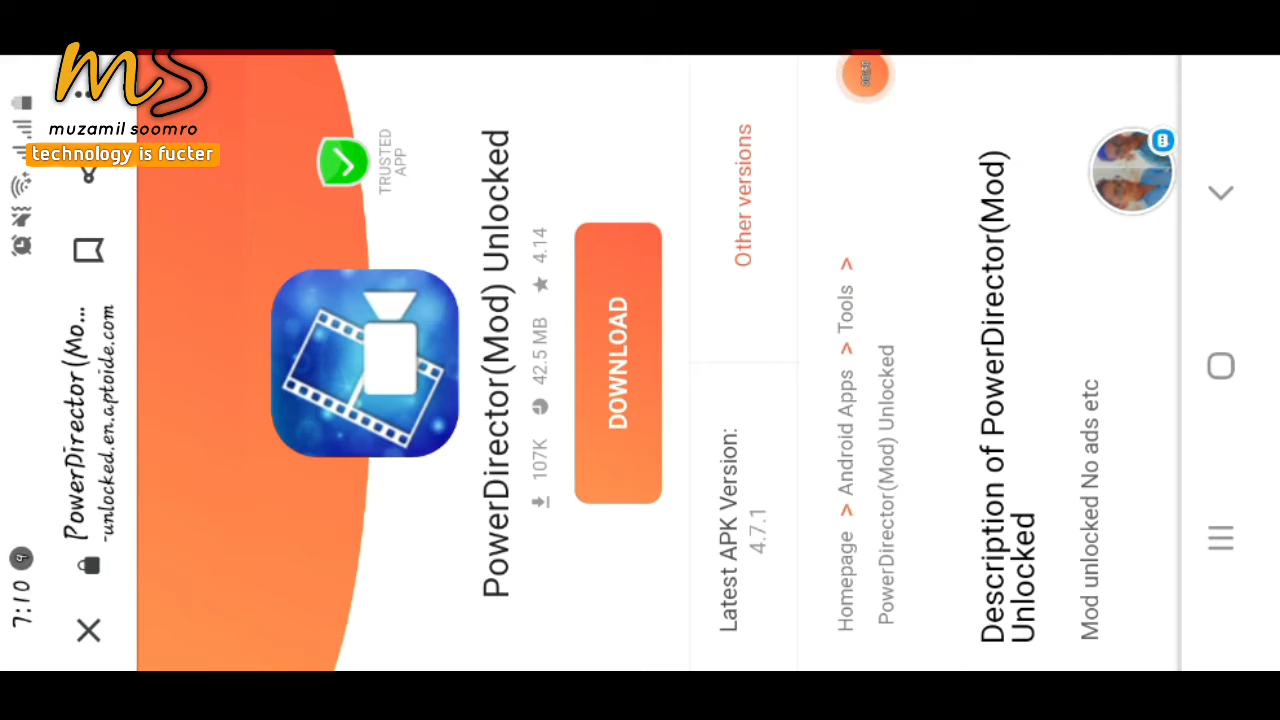 ms
muzamil soomro
technology is fucter
7:10
PowerDirector (Mo...
-unlocked.en.aptoide.com
TRUSTED
APP
PowerDirector(Mod) Unlocked
107K 42.5 MB 4.14
DOWNLOAD
Latest APK Version:
4.7.1
Other versions
Homepage > Android Apps > Tools >
PowerDirector(Mod) Unlocked
Description of PowerDirector(Mod)
Unlocked
Mod unlocked No ads etc